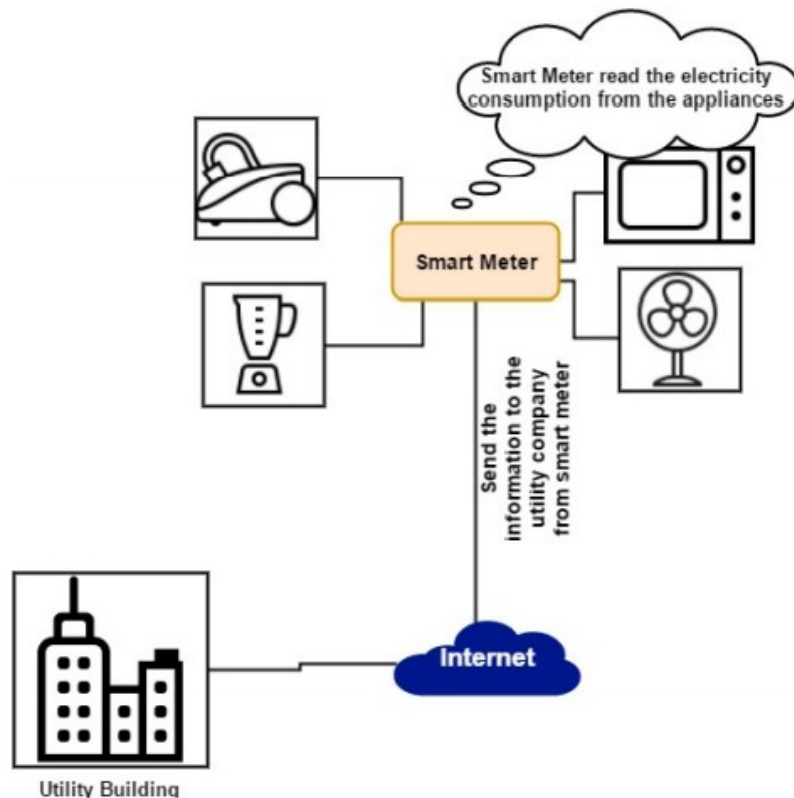 Smart Meter read the electricity
consumption from the appliances
Smart Meter
Send the
information to the
utility company
from smart meter
Internet
Utility Building